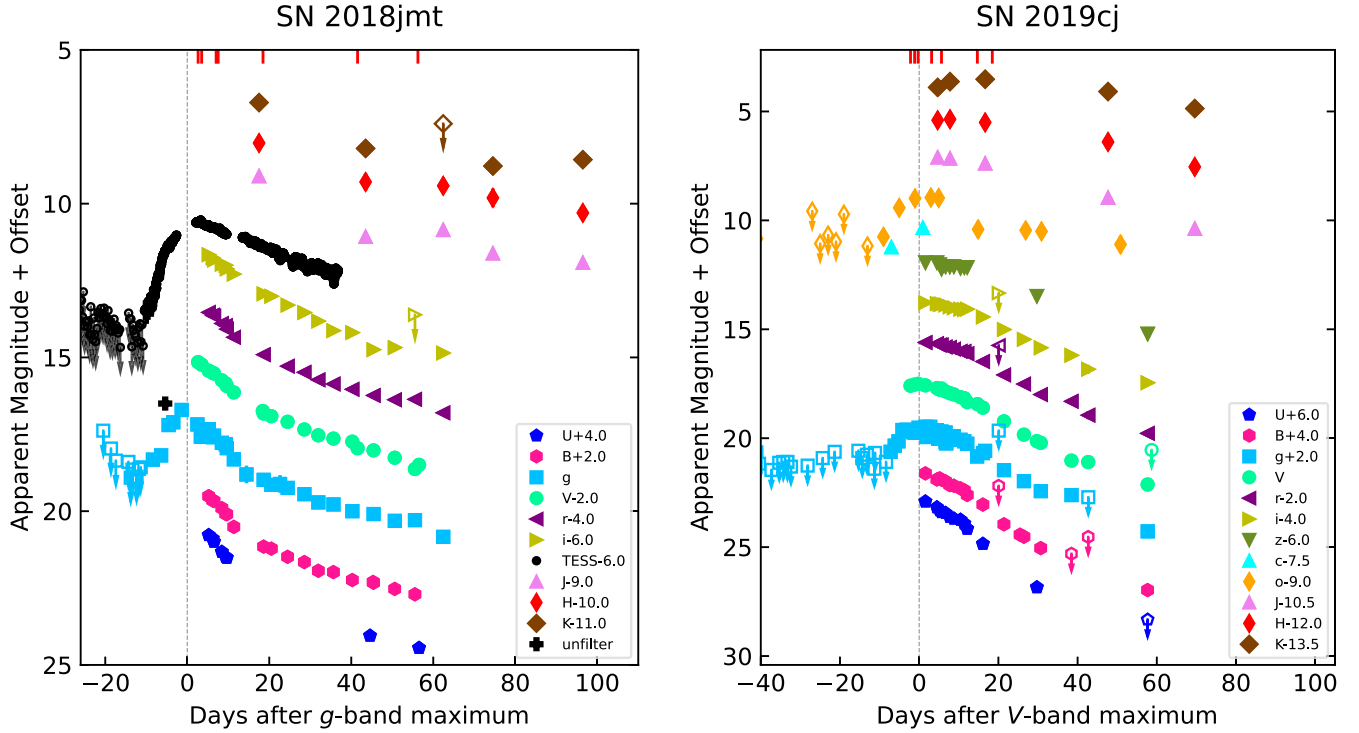 SN 2018jmt
5
10
15
20
25
Apparent Magnitude + Offset
−20
0
20
40
60
80
100
Days after g-band maximum
U+4.0
B+2.0
g
V-2.0
r-4.0
i-6.0
TESS-6.0
J-9.0
H-10.0
K-11.0
unfilter
SN 2019cj
5
10
15
20
25
30
Apparent Magnitude + Offset
−40
−20
0
20
40
60
80
100
Days after V-band maximum
U+6.0
B+4.0
g+2.0
V
r-2.0
i-4.0
z-6.0
c-7.5
o-9.0
J-10.5
H-12.0
K-13.5